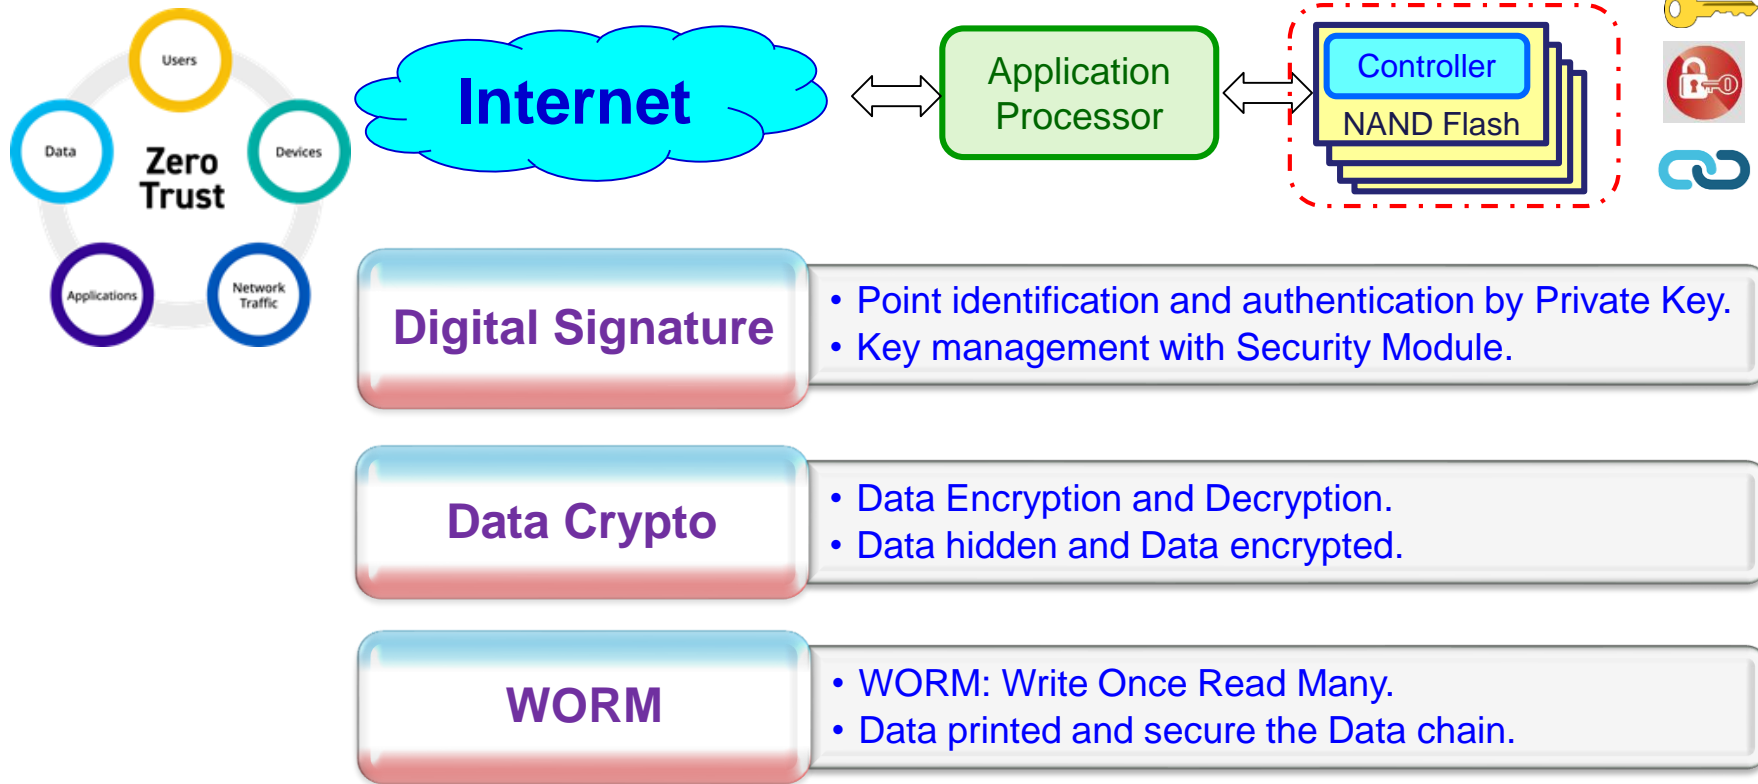 Users
Data
Devices
Zero
Trust
Applications
Network
Traffic
Internet
Application
Processor
Controller
NAND Flash
Digital Signature
• Point identification and authentication by Private Key.
• Key management with Security Module.
Data Crypto
• Data Encryption and Decryption.
• Data hidden and Data encrypted.
WORM
• WORM: Write Once Read Many.
• Data printed and secure the Data chain.